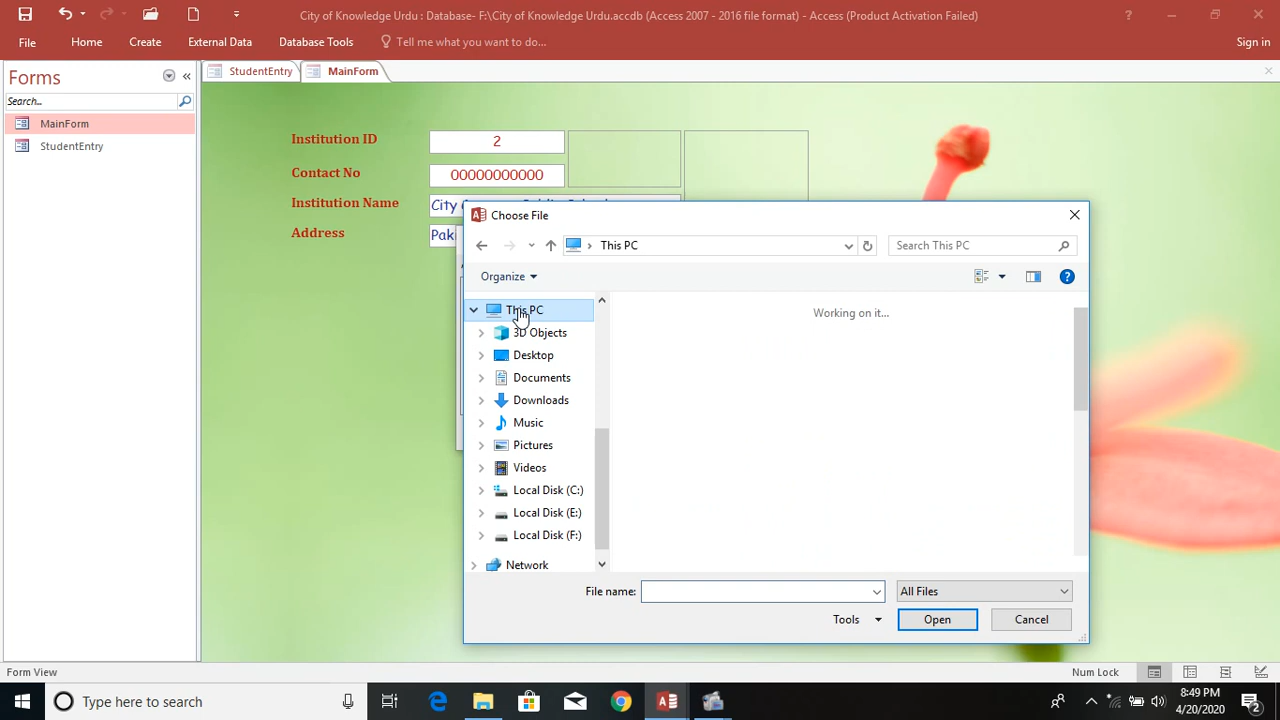 City of Knowledge Urdu : Database- F:\City of Knowledge Urdu.accdb (Access 2007 - 2016 file format) - Access (Product Activation Failed)
File Home Create External Data Database Tools Tell me what you want to do... Sign in
Forms
StudentEntry MainForm
Search...
MainForm
StudentEntry
Institution ID 2
Contact No 00000000000
Institution Name City
Address Paki
Choose File
This PC Search This PC
Organize
This PC
Working on it...
3D Objects
Desktop
Documents
Downloads
Music
Pictures
Videos
Local Disk (C:)
Local Disk (E:)
Local Disk (F:)
Network
File name: All Files
Tools Open Cancel
Form View Num Lock
Type here to search
8:49 PM
4/20/2020
2